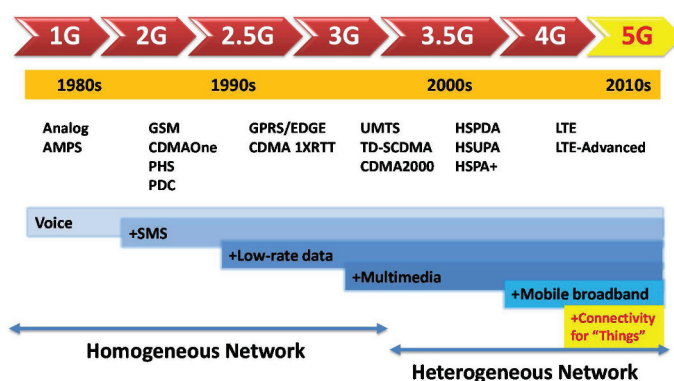 1G 2G 2.5G 3G 3.5G 4G 5G
1980s 1990s 2000s 2010s
Analog GSM GPRS/EDGE UMTS HSPDA LTE
AMPS CDMAOne CDMA 1XRTT TD-SCDMA HSUPA LTE-Advanced
PHS CDMA2000 HSPA+
PDC
Voice
+SMS
+Low-rate data
+Multimedia
+Mobile broadband
+Connectivity
for "Things"
Homogeneous Network
Heterogeneous Network